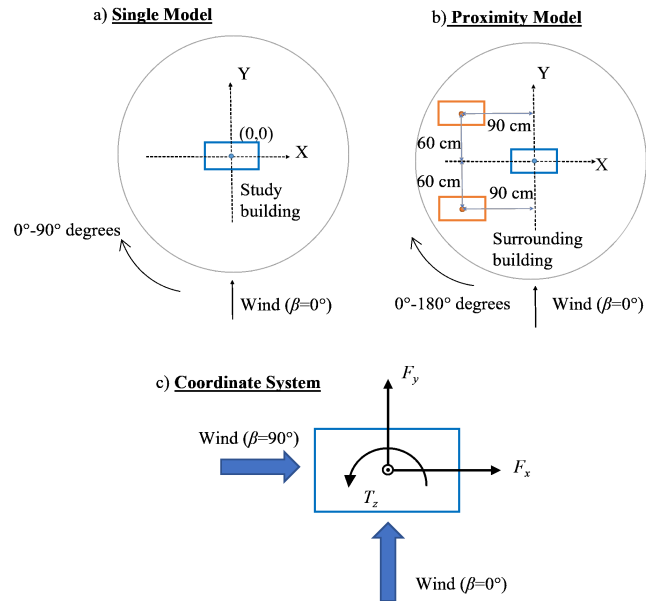 a) Single Model
Y
(0,0)
X
Study
building
0°-90° degrees
Wind (β=0°)
b) Proximity Model
Y
90 cm
60 cm
X
60 cm
90 cm
Surrounding
building
0°-180° degrees
Wind (β=0°)
c) Coordinate System
Fy
Wind (β=90°)
Fx
Tz
Wind (β=0°)